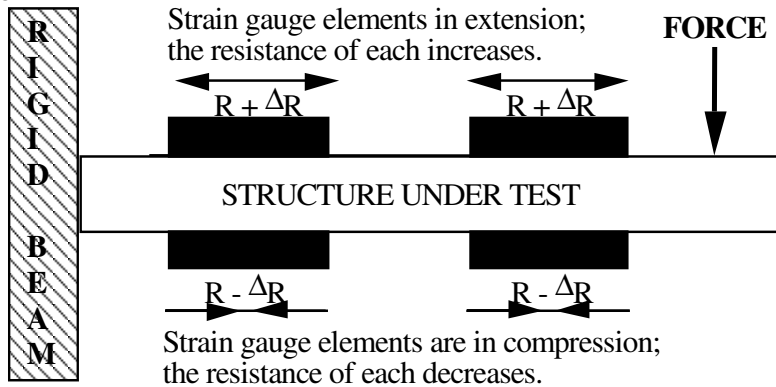 RIGID BEAM
Strain gauge elements in extension;
the resistance of each increases.
FORCE
R + ΔR
R + ΔR
STRUCTURE UNDER TEST
R - ΔR
R - ΔR
Strain gauge elements are in compression;
the resistance of each decreases.